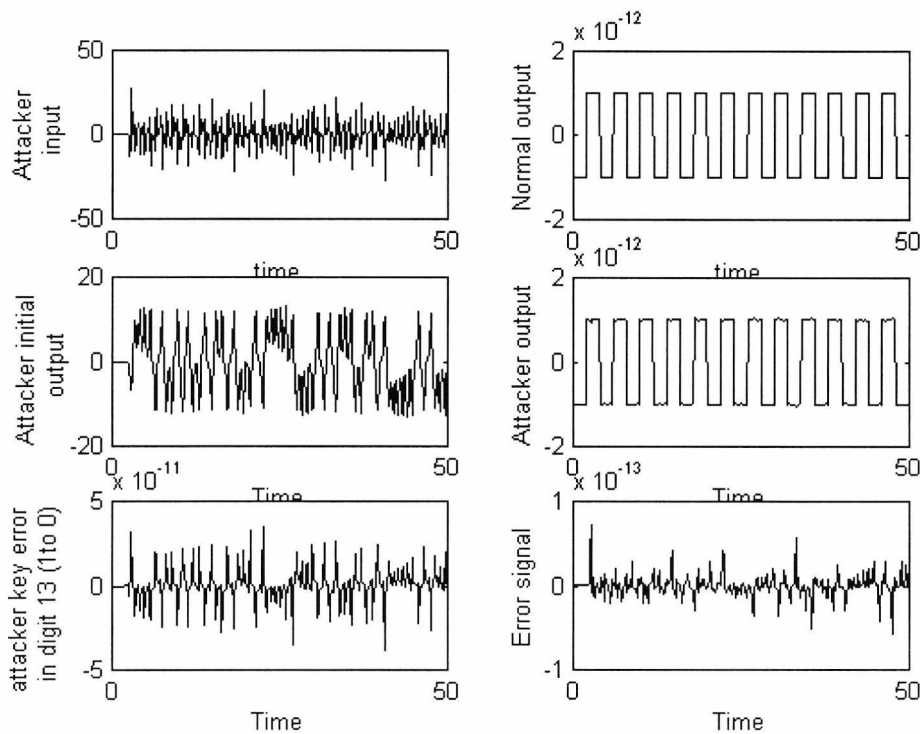 Attacker
input
50
0
-50
0
50
time
x 10^-12
Normal output
2
0
-2
0
50
time
Attacker initial
output
20
0
-20
0
50
Time
x 10^-12
Attacker output
2
0
-2
0
50
Time
x 10^-11
attacker key error
in digit 13 (1to 0)
5
0
-5
0
50
Time
x 10^-13
Error signal
1
0
-1
0
50
Time